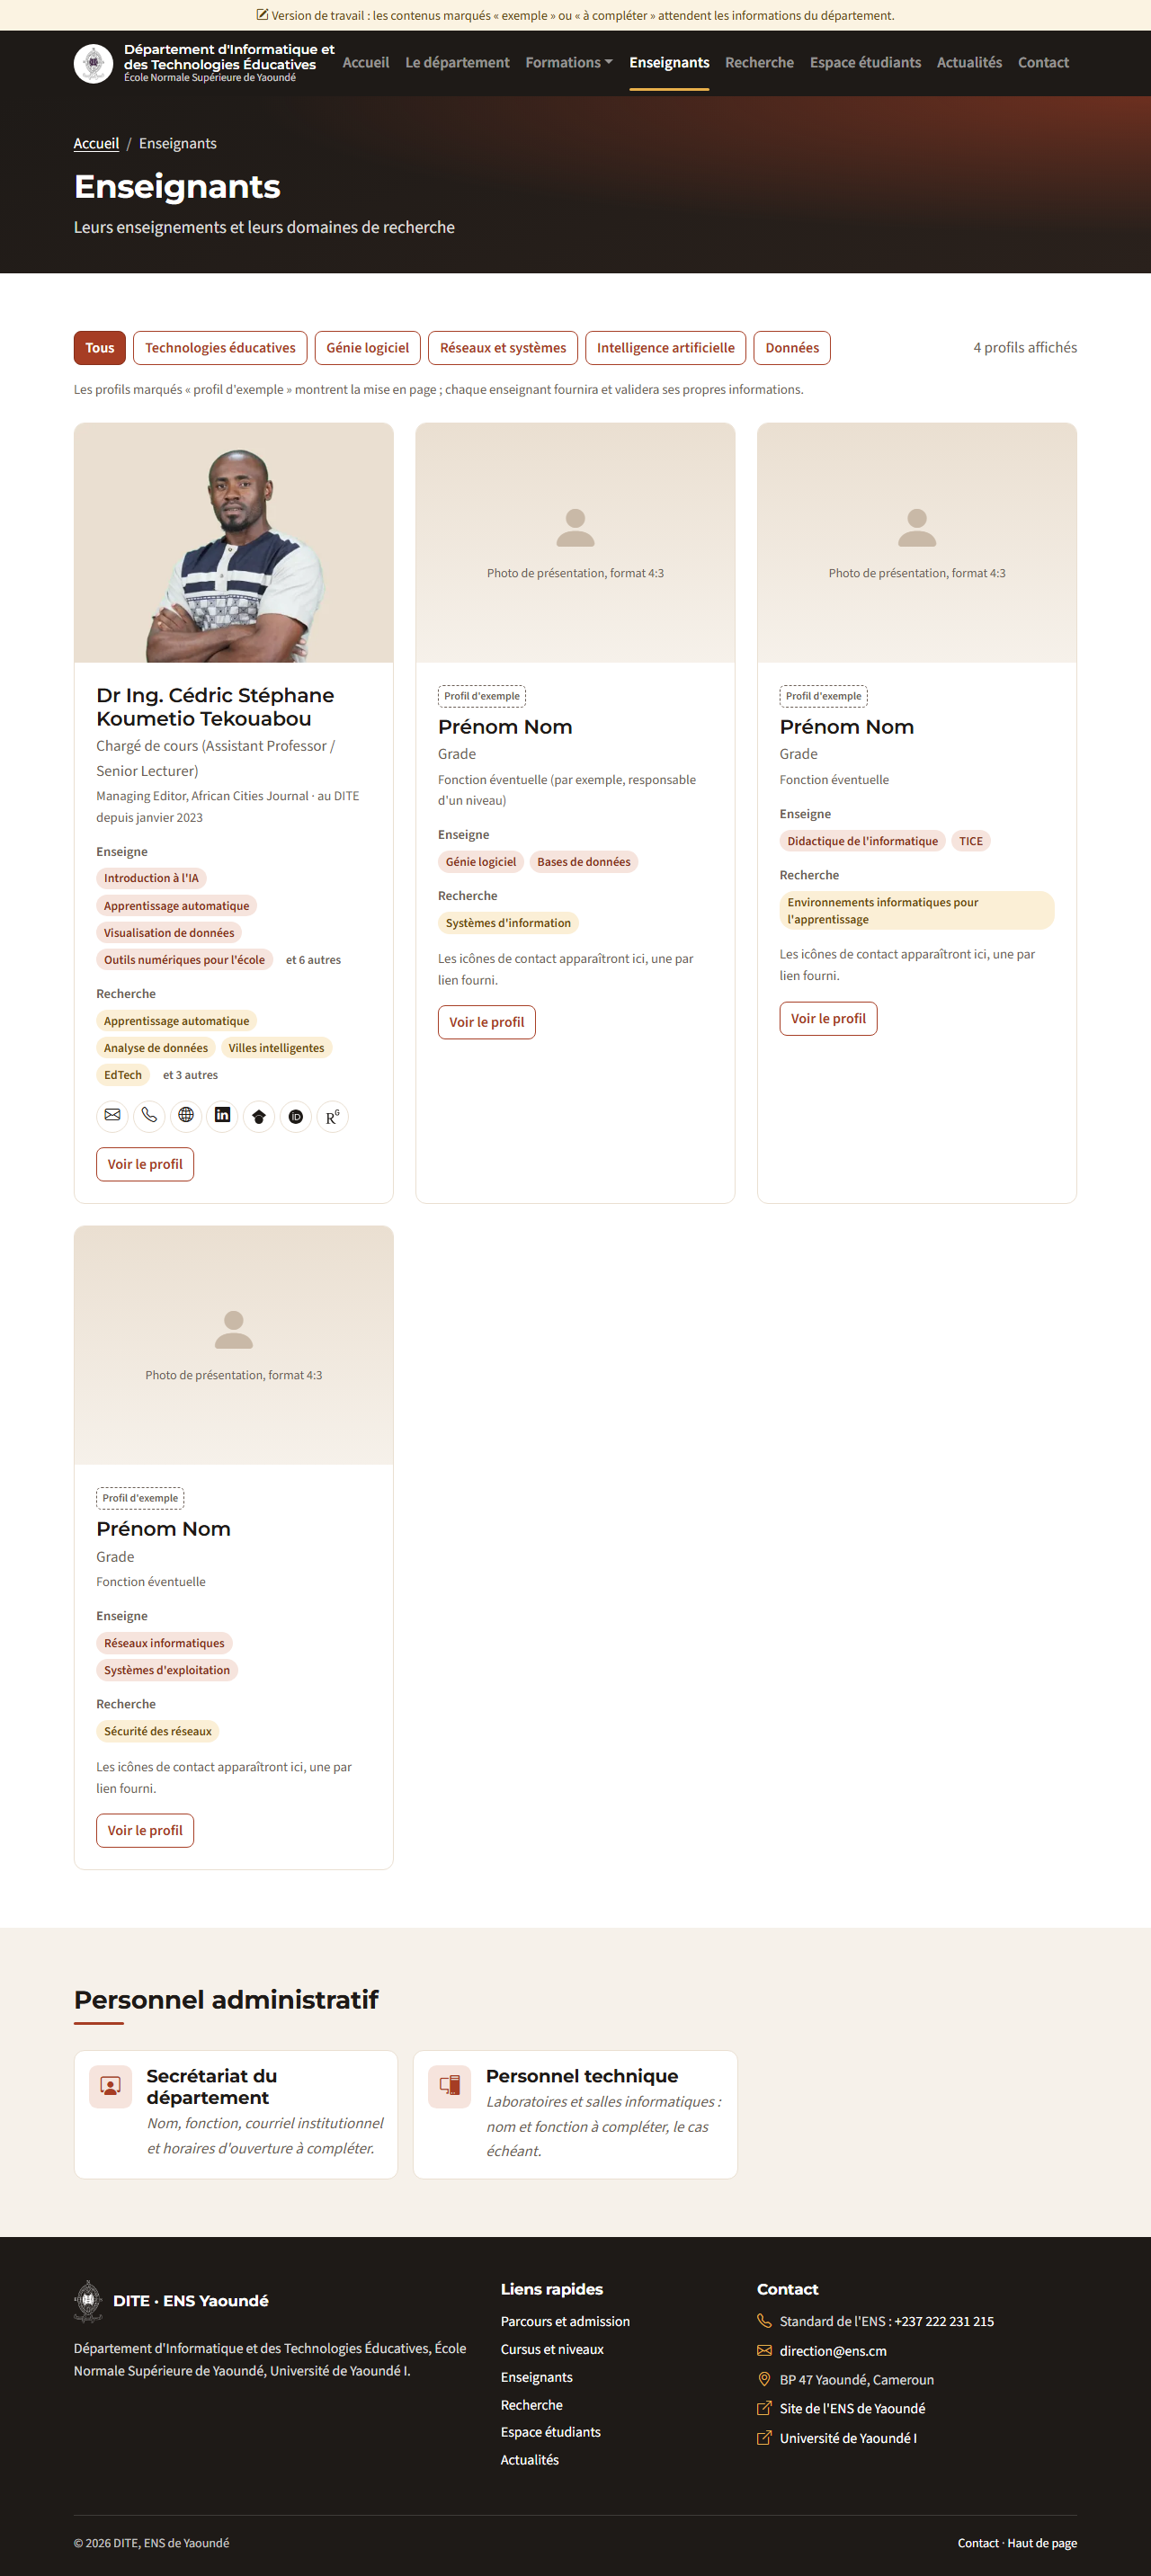 Version de travail : les contenus marqués « exemple » ou « à compléter » attendent les informations du département.
Département d'Informatique et
des Technologies Éducatives
École Normale Supérieure de Yaoundé
Accueil
Le département
Formations
Enseignants
Recherche
Espace étudiants
Actualités
Contact
Accueil / Enseignants
Enseignants
Leurs enseignements et leurs domaines de recherche
Tous
Technologies éducatives
Génie logiciel
Réseaux et systèmes
Intelligence artificielle
Données
4 profils affichés
Les profils marqués « profil d'exemple » montrent la mise en page ; chaque enseignant fournira et validera ses propres informations.
Dr Ing. Cédric Stéphane
Koumetio Tekouabou
Chargé de cours (Assistant Professor /
Senior Lecturer)
Managing Editor, African Cities Journal · au DITE
depuis janvier 2023
Enseigne
Introduction à l'IA
Apprentissage automatique
Visualisation de données
Outils numériques pour l'école et 6 autres
Recherche
Apprentissage automatique
Analyse de données Villes intelligentes
EdTech et 3 autres
in
iD
RG
Voir le profil
Photo de présentation, format 4:3
Profil d'exemple
Prénom Nom
Grade
Fonction éventuelle (par exemple, responsable
d'un niveau)
Enseigne
Génie logiciel Bases de données
Recherche
Systèmes d'information
Les icônes de contact apparaîtront ici, une par
lien fourni.
Voir le profil
Photo de présentation, format 4:3
Profil d'exemple
Prénom Nom
Grade
Fonction éventuelle
Enseigne
Didactique de l'informatique TICE
Recherche
Environnements informatiques pour
l'apprentissage
Les icônes de contact apparaîtront ici, une par
lien fourni.
Voir le profil
Photo de présentation, format 4:3
Profil d'exemple
Prénom Nom
Grade
Fonction éventuelle
Enseigne
Réseaux informatiques
Systèmes d'exploitation
Recherche
Sécurité des réseaux
Les icônes de contact apparaîtront ici, une par
lien fourni.
Voir le profil
Personnel administratif
Secrétariat du
département
Nom, fonction, courriel institutionnel
et horaires d'ouverture à compléter.
Personnel technique
Laboratoires et salles informatiques :
nom et fonction à compléter, le cas
échéant.
DITE · ENS Yaoundé
Département d'Informatique et des Technologies Éducatives, École
Normale Supérieure de Yaoundé, Université de Yaoundé I.
Liens rapides
Parcours et admission
Cursus et niveaux
Enseignants
Recherche
Espace étudiants
Actualités
Contact
Standard de l'ENS : +237 222 231 215
direction@ens.cm
BP 47 Yaoundé, Cameroun
Site de l'ENS de Yaoundé
Université de Yaoundé I
© 2026 DITE, ENS de Yaoundé
Contact · Haut de page